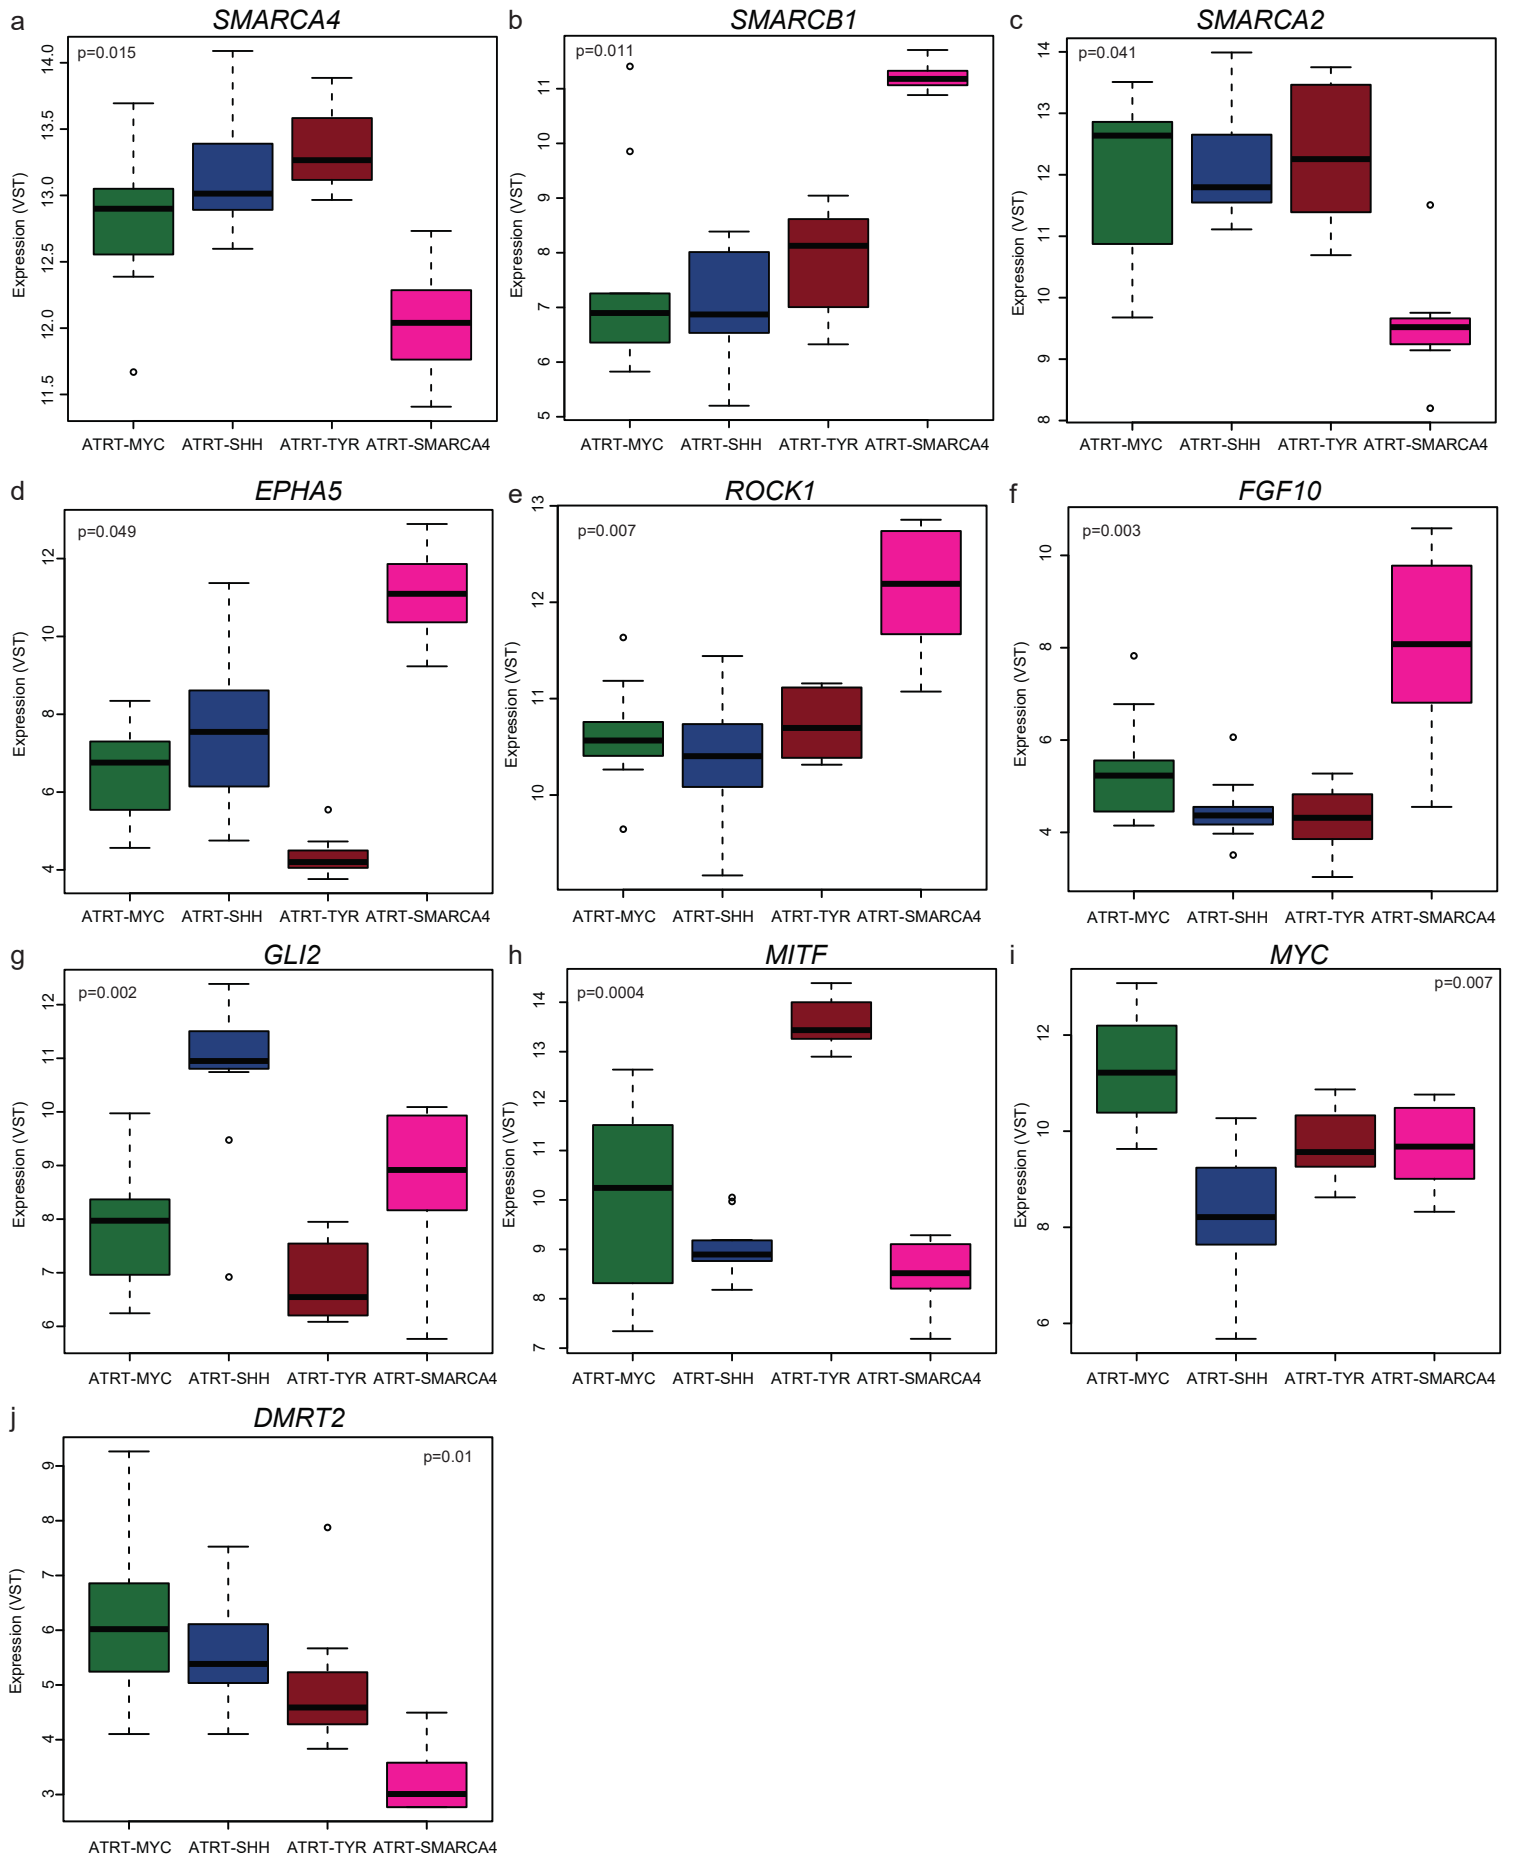 a
SMARCA4
p=0.015
Expression (VST)
14.0
13.5
13.0
12.5
12.0
11.5
ATRT-MYC ATRT-SHH ATRT-TYR ATRT-SMARCA4
b
SMARCB1
p=0.011
Expression (VST)
11
10
9
8
7
6
5
ATRT-MYC ATRT-SHH ATRT-TYR ATRT-SMARCA4
c
SMARCA2
p=0.041
Expression (VST)
14
13
12
11
10
9
8
ATRT-MYC ATRT-SHH ATRT-TYR ATRT-SMARCA4
d
EPHA5
p=0.049
Expression (VST)
12
10
8
6
4
ATRT-MYC ATRT-SHH ATRT-TYR ATRT-SMARCA4
e
ROCK1
p=0.007
Expression (VST)
13
12
11
10
ATRT-MYC ATRT-SHH ATRT-TYR ATRT-SMARCA4
f
FGF10
p=0.003
Expression (VST)
10
8
6
4
ATRT-MYC ATRT-SHH ATRT-TYR ATRT-SMARCA4
g
GLI2
p=0.002
Expression (VST)
12
11
10
9
8
7
6
ATRT-MYC ATRT-SHH ATRT-TYR ATRT-SMARCA4
h
MITF
p=0.0004
Expression (VST)
14
13
12
11
10
9
8
7
ATRT-MYC ATRT-SHH ATRT-TYR ATRT-SMARCA4
i
MYC
p=0.007
Expression (VST)
12
10
8
6
ATRT-MYC ATRT-SHH ATRT-TYR ATRT-SMARCA4
j
DMRT2
p=0.01
Expression (VST)
9
8
7
6
5
4
3
ATRT-MYC ATRT-SHH ATRT-TYR ATRT-SMARCA4